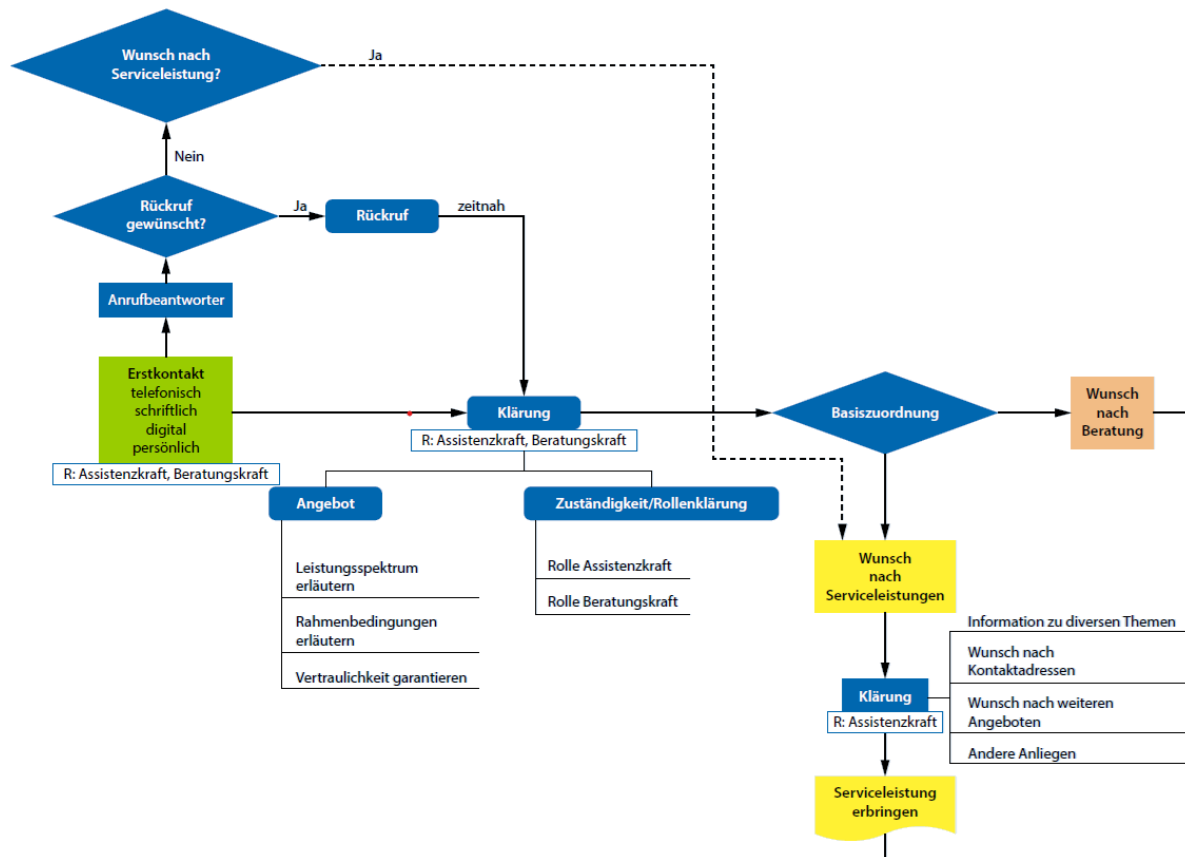 Wunsch nach
Serviceleistung?
Ja
Nein
Rückruf
gewünscht?
Ja
Rückruf
zeitnah
Anrufbeantworter
Erstkontakt
telefonisch
schriftlich
digital
persönlich
R: Assistenzkraft, Beratungskraft
Klärung
R: Assistenzkraft, Beratungskraft
Basiszuordnung
Wunsch
nach
Beratung
Angebot
Leistungsspektrum
erläutern
Rahmenbedingungen
erläutern
Vertraulichkeit garantieren
Zuständigkeit/Rollenklärung
Rolle Assistenzkraft
Rolle Beratungskraft
Wunsch
nach
Serviceleistungen
Klärung
R: Assistenzkraft
Information zu diversen Themen
Wunsch nach
Kontaktadressen
Wunsch nach weiteren
Angeboten
Andere Anliegen
Serviceleistung
erbringen